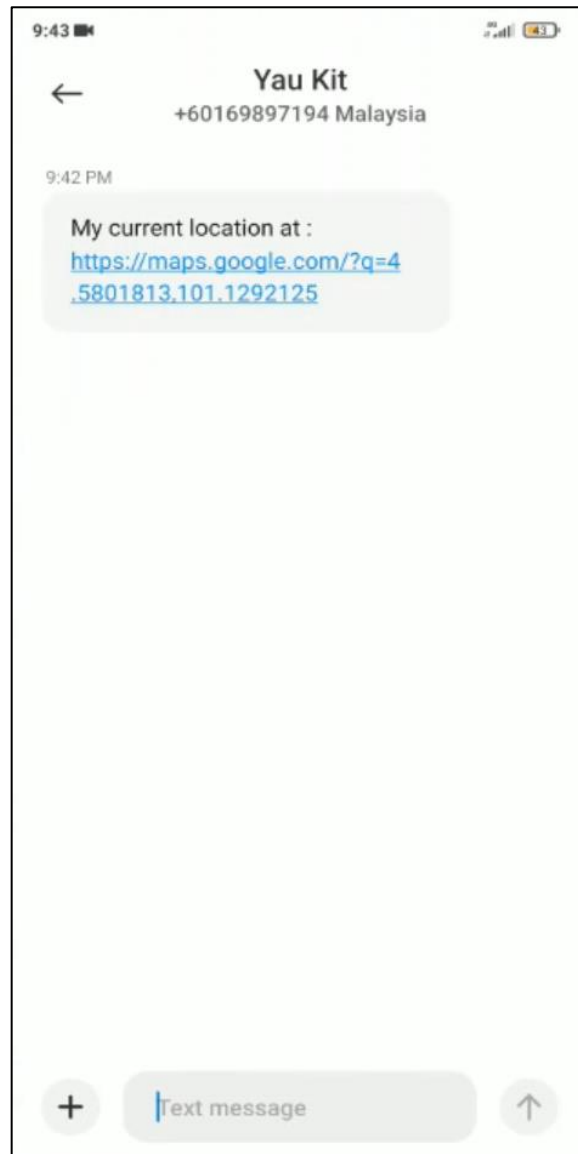 9:43
43
Yau Kit
+60169897194 Malaysia
9:42 PM
My current location at :
https://maps.google.com/?q=4
.5801813,101.1292125
Text message